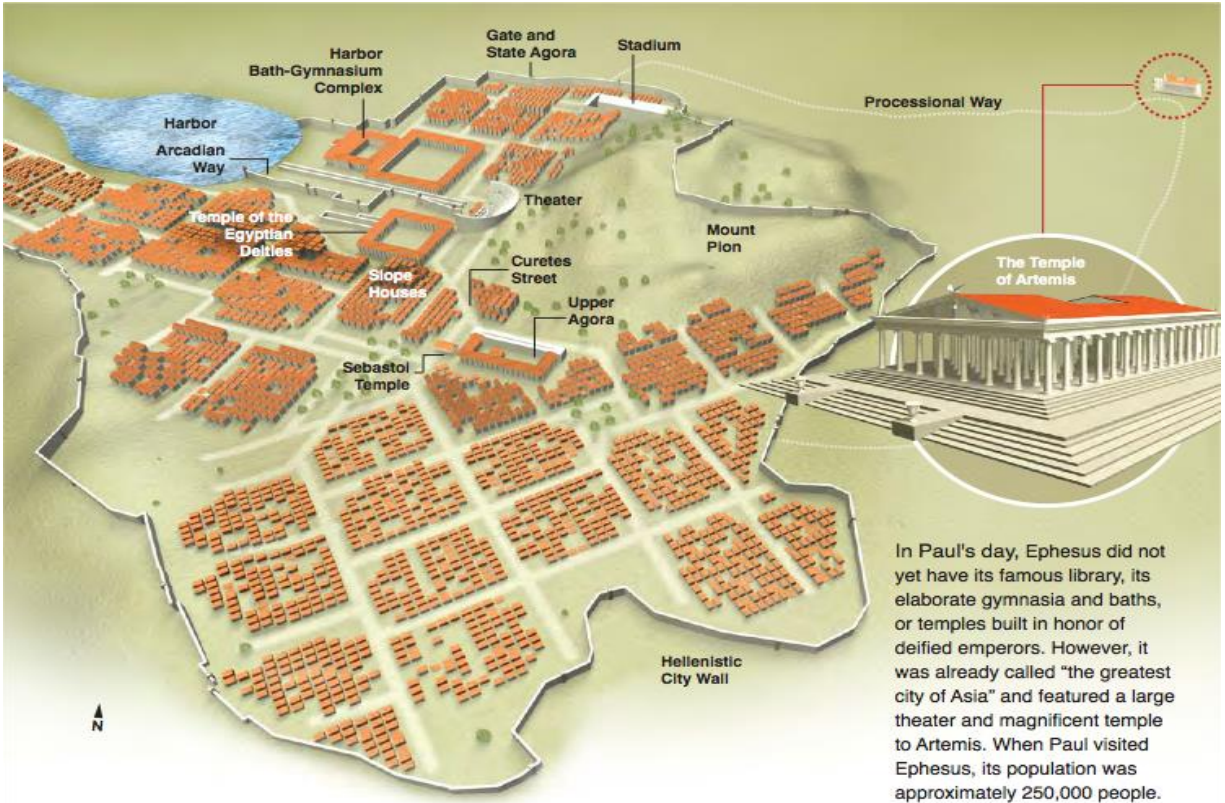 Gate and
State Agora
Stadium
Harbor
Bath-Gymnasium
Complex
Processional Way
Harbor
Arcadian
Way
Theater
Temple of the
Egyptian
Deities
Mount
Pion
Curetes
Street
Slope
Houses
The Temple
of Artemis
Upper
Agora
Sebastoi
Temple
Hellenistic
City Wall
N
In Paul's day, Ephesus did not
yet have its famous library, its
elaborate gymnasia and baths,
or temples built in honor of
deified emperors. However, it
was already called “the greatest
city of Asia” and featured a large
theater and magnificent temple
to Artemis. When Paul visited
Ephesus, its population was
approximately 250,000 people.